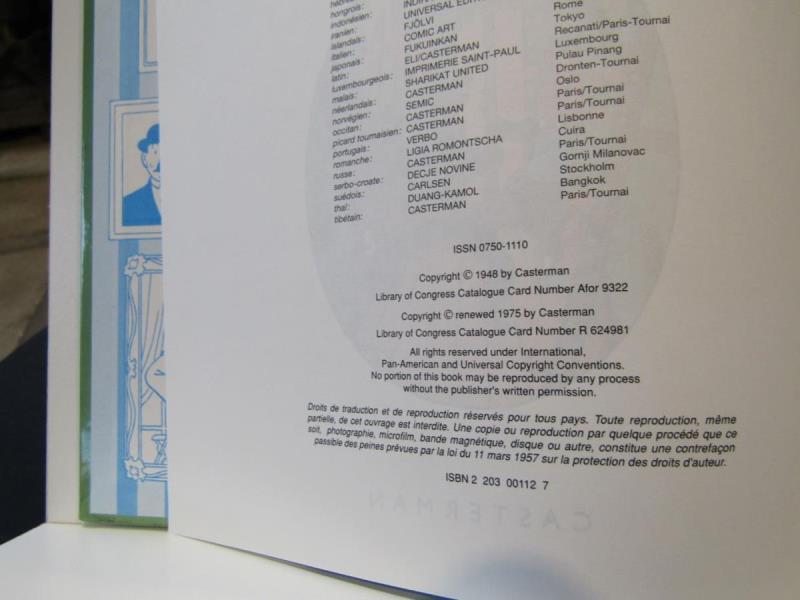 hongrois:
indonésien:
iranien: UNIVERSAL
islandais: FJÖLVI
italien: COMIC ART Rome
japonais: FUKUINKAN Tokyo
latin: ELI/CASTERMAN Recanati/Paris-Tournai
luxembourgeois: IMPRIMERIE SAINT-PAUL Luxembourg
malais: SHARIKAT UNITED Pulau Pinang
néerlandais: CASTERMAN Dronten-Tournai
norvégien: SEMIC Oslo
occitan: CASTERMAN Paris/Tournai
picard tournaisien: CASTERMAN Paris/Tournai
portugais: VERBO Lisbonne
romanche: LIGIA ROMONTSCHA Cuira
russe: CASTERMAN Paris/Tournai
serbo-croate: DECJE NOVINE Gornji Milanovac
suédois: CARLSEN Stockholm
thaï: DUANG-KAMOL Bangkok
tibétain: CASTERMAN Paris/Tournai
ISSN 0750-1110
Copyright © 1948 by Casterman
Library of Congress Catalogue Card Number Afor 9322
Copyright © renewed 1975 by Casterman
Library of Congress Catalogue Card Number R 624981
All rights reserved under International,
Pan-American and Universal Copyright Conventions.
No portion of this book may be reproduced by any process
without the publisher's written permission.
Droits de traduction et de reproduction réservés pour tous pays. Toute reproduction, même
partielle, de cet ouvrage est interdite. Une copie ou reproduction par quelque procédé que ce
soit, photographie, microfilm, bande magnétique, disque ou autre, constitue une contrefaçon
passible des peines prévues par la loi du 11 mars 1957 sur la protection des droits d'auteur.
ISBN 2 203 00112 7
CASTERMAN